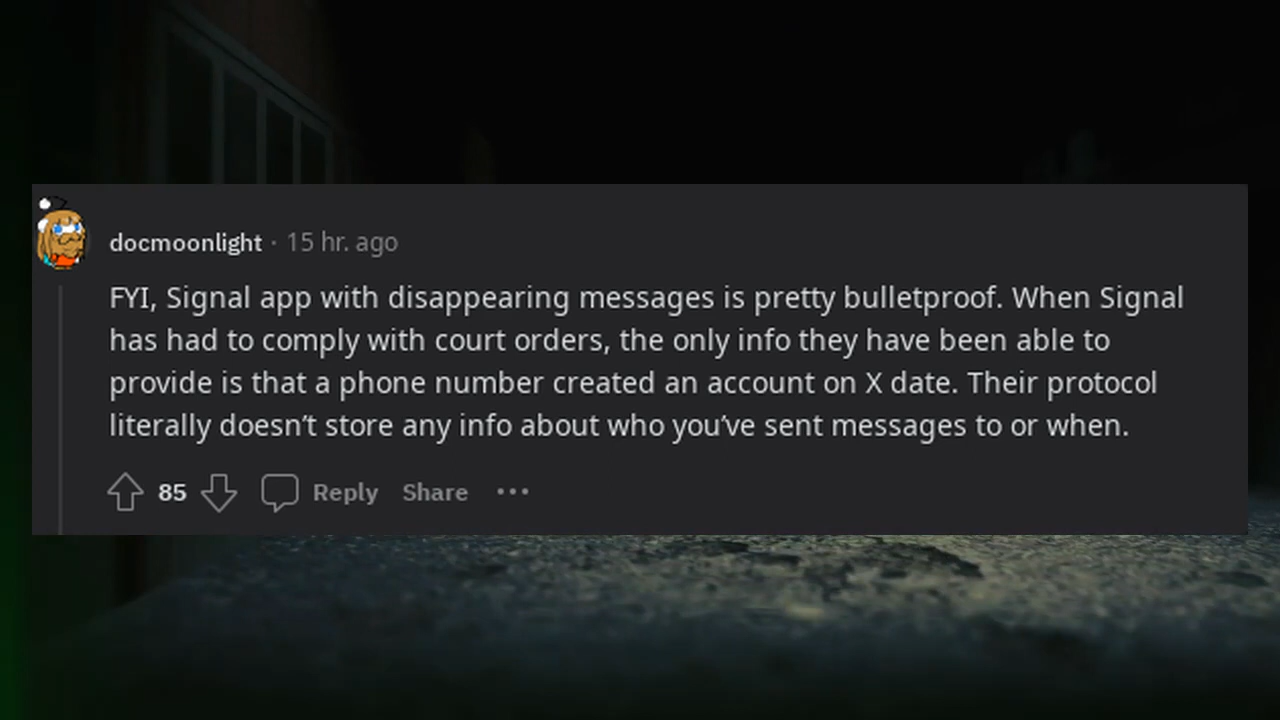 docmoonlight · 15 hr. ago
FYI, Signal app with disappearing messages is pretty bulletproof. When Signal
has had to comply with court orders, the only info they have been able to
provide is that a phone number created an account on X date. Their protocol
literally doesn’t store any info about who you’ve sent messages to or when.
85 Reply Share •••